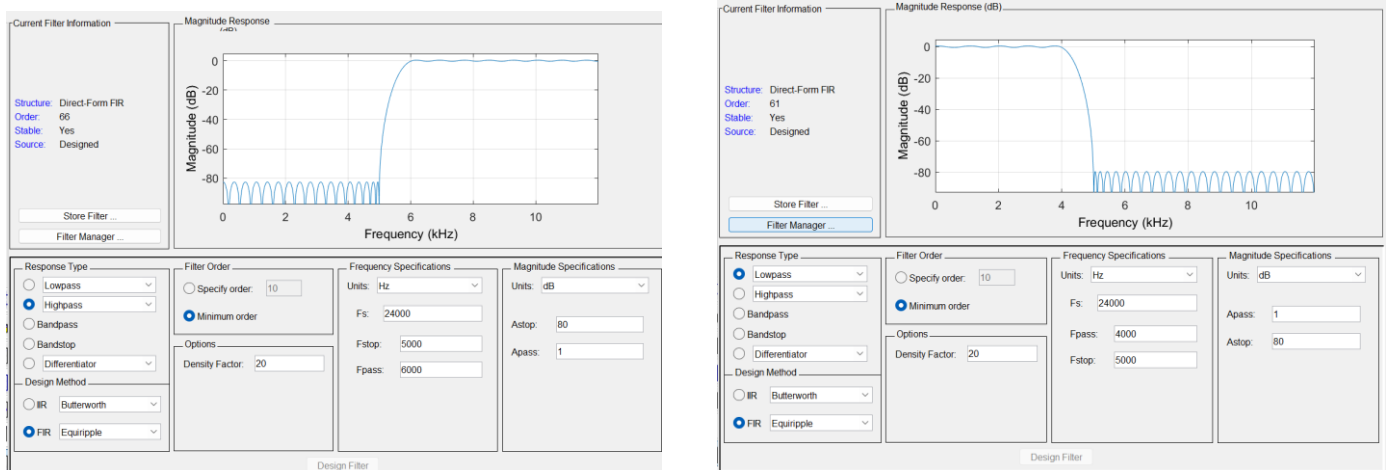 Current Filter Information
Structure: Direct-Form FIR
Order: 66
Stable: Yes
Source: Designed
Store Filter ...
Filter Manager ...
Magnitude Response
(dB)
0
-20
-40
-60
-80
Magnitude (dB)
0 2 4 6 8 10
Frequency (kHz)
Response Type
Lowpass
Highpass
Bandpass
Bandstop
Differentiator
Design Method
IIR Butterworth
FIR Equiripple
Filter Order
Specify order: 10
Minimum order
Options
Density Factor: 20
Frequency Specifications
Units: Hz
Fs: 24000
Fstop: 5000
Fpass: 6000
Magnitude Specifications
Units: dB
Astop: 80
Apass: 1
Design Filter
Current Filter Information
Structure: Direct-Form FIR
Order: 61
Stable: Yes
Source: Designed
Store Filter ...
Filter Manager ...
Magnitude Response (dB)
0
-20
-40
-60
-80
Magnitude (dB)
0 2 4 6 8 10
Frequency (kHz)
Response Type
Lowpass
Highpass
Bandpass
Bandstop
Differentiator
Design Method
IIR Butterworth
FIR Equiripple
Filter Order
Specify order: 10
Minimum order
Options
Density Factor: 20
Frequency Specifications
Units: Hz
Fs: 24000
Fpass: 4000
Fstop: 5000
Magnitude Specifications
Units: dB
Apass: 1
Astop: 80
Design Filter